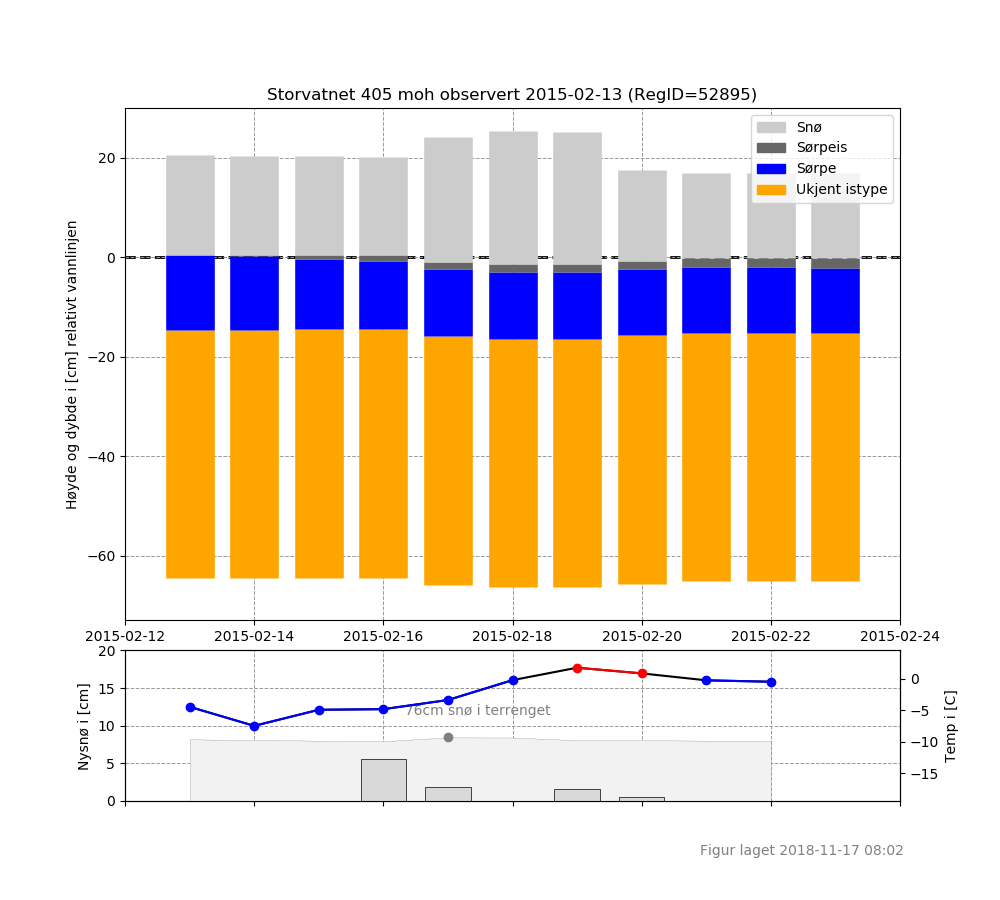 Storvatnet 405 moh observert 2015-02-13 (RegID=52895)
Snø
Sørpeis
Sørpe
Ukjent istype
Høyde og dybde i [cm] relativt vannlinjen
20
0
−20
−40
−60
2015-02-12 2015-02-14 2015-02-16 2015-02-18 2015-02-20 2015-02-22 2015-02-24
Nysnø i [cm]
20
15
10
5
0
76cm snø i terrenget
0
−5
−10
−15
Temp i [C]
Figur laget 2018-11-17 08:02